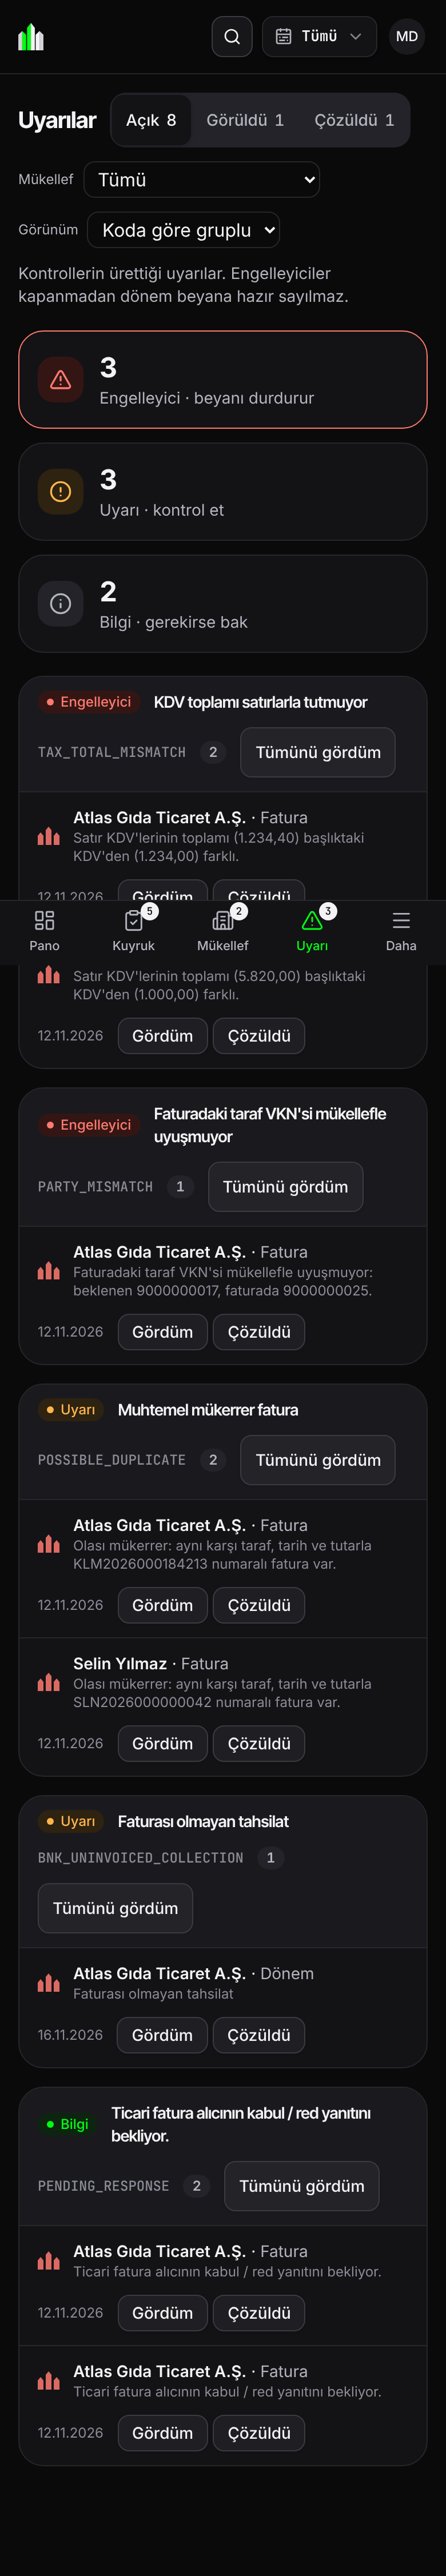 Tümü
MD
Uyarılar
Açık 8
Görüldü 1
Çözüldü 1
Mükellef
Tümü
Görünüm
Koda göre gruplu
Kontrollerin ürettiği uyarılar. Engelleyiciler
kapanmadan dönem beyana hazır sayılmaz.
3
Engelleyici · beyanı durdurur
3
Uyarı · kontrol et
2
Bilgi · gerekirse bak
Engelleyici
KDV toplamı satırlarla tutmuyor
TAX_TOTAL_MISMATCH
2
Tümünü gördüm
Atlas Gıda Ticaret A.Ş. · Fatura
Satır KDV'lerinin toplamı (1.234,40) başlıktaki
KDV'den (1.234,00) farklı.
12.11.2026
Gördüm
Çözüldü
Pano
5
Kuyruk
2
Mükellef
3
Uyarı
Daha
Satır KDV'lerinin toplamı (5.820,00) başlıktaki
KDV'den (1.000,00) farklı.
12.11.2026
Gördüm
Çözüldü
Engelleyici
Faturadaki taraf VKN'si mükellefle
uyuşmuyor
PARTY_MISMATCH
1
Tümünü gördüm
Atlas Gıda Ticaret A.Ş. · Fatura
Faturadaki taraf VKN'si mükellefle uyuşmuyor:
beklenen 9000000017, faturada 9000000025.
12.11.2026
Gördüm
Çözüldü
Uyarı
Muhtemel mükerrer fatura
POSSIBLE_DUPLICATE
2
Tümünü gördüm
Atlas Gıda Ticaret A.Ş. · Fatura
Olası mükerrer: aynı karşı taraf, tarih ve tutarla
KLM2026000184213 numaralı fatura var.
12.11.2026
Gördüm
Çözüldü
Selin Yılmaz · Fatura
Olası mükerrer: aynı karşı taraf, tarih ve tutarla
SLN2026000000042 numaralı fatura var.
12.11.2026
Gördüm
Çözüldü
Uyarı
Faturası olmayan tahsilat
BNK_UNINVOICED_COLLECTION
1
Tümünü gördüm
Atlas Gıda Ticaret A.Ş. · Dönem
Faturası olmayan tahsilat
16.11.2026
Gördüm
Çözüldü
Bilgi
Ticari fatura alıcının kabul / red yanıtını
bekliyor.
PENDING_RESPONSE
2
Tümünü gördüm
Atlas Gıda Ticaret A.Ş. · Fatura
Ticari fatura alıcının kabul / red yanıtını bekliyor.
12.11.2026
Gördüm
Çözüldü
Atlas Gıda Ticaret A.Ş. · Fatura
Ticari fatura alıcının kabul / red yanıtını bekliyor.
12.11.2026
Gördüm
Çözüldü